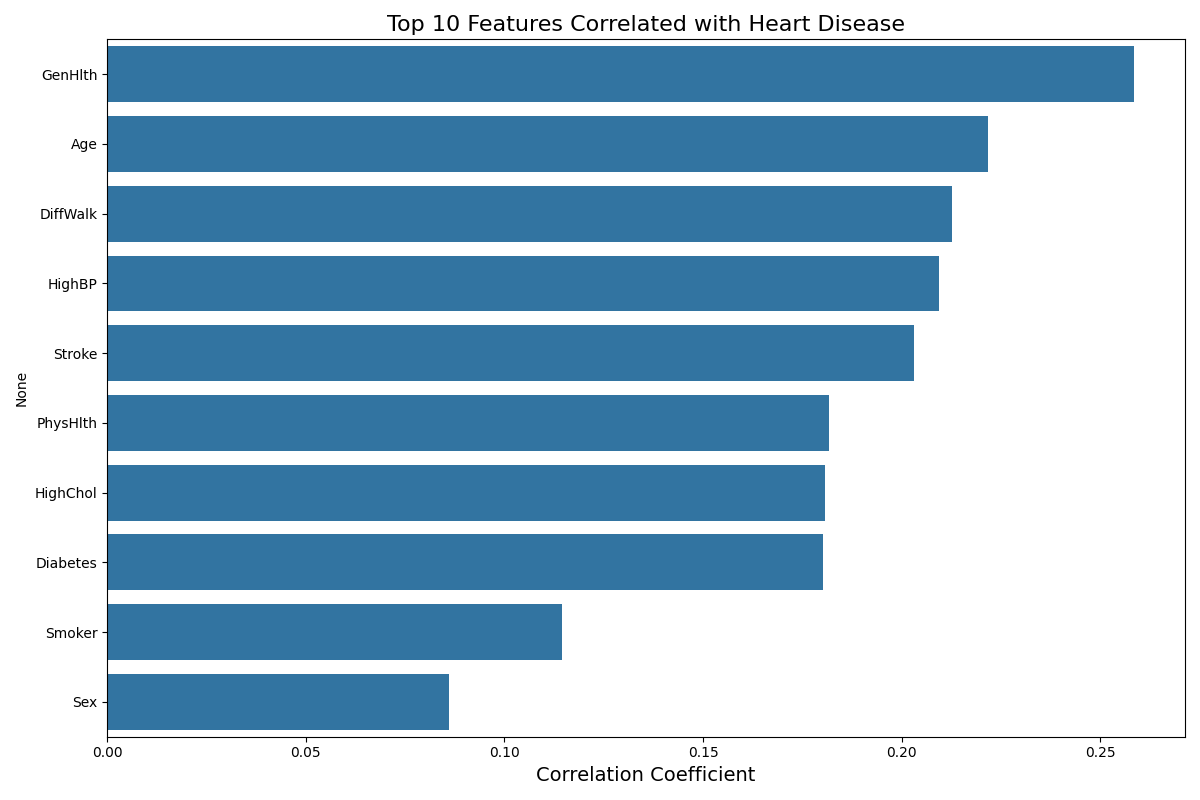 Top 10 Features Correlated with Heart Disease
GenHlth
Age
DiffWalk
HighBP
Stroke
PhysHlth
HighChol
Diabetes
Smoker
Sex
None
0.00 0.05 0.10 0.15 0.20 0.25
Correlation Coefficient